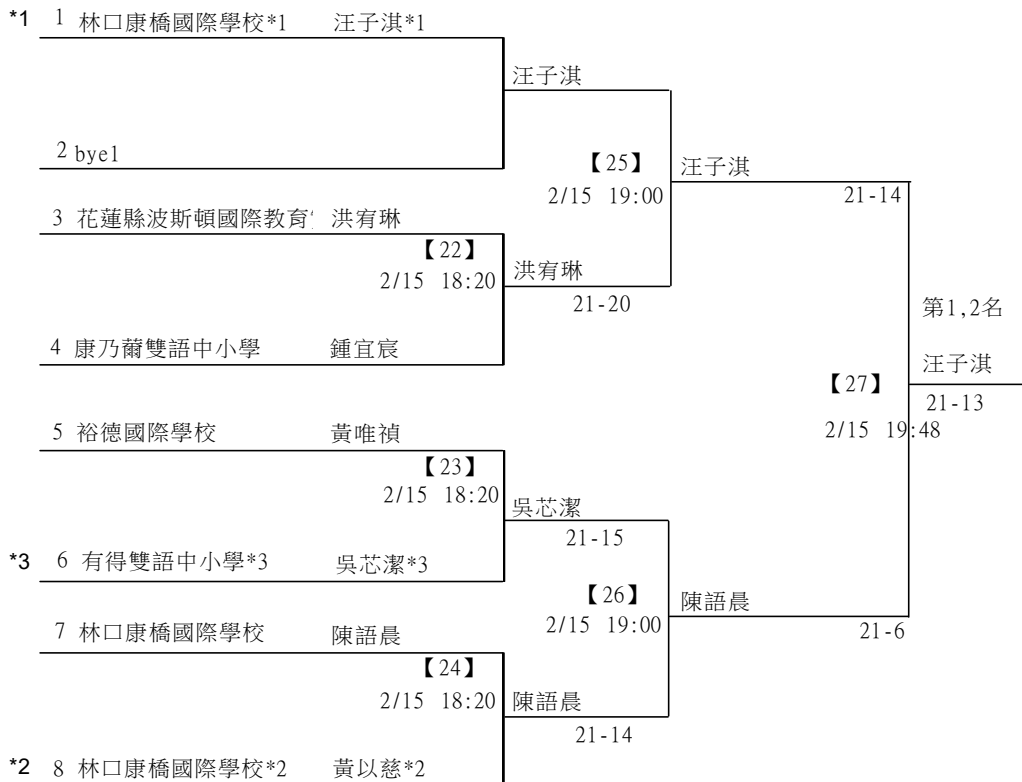 *1 1 林口康橋國際學校*1 汪子淇*1
汪子淇
2 bye1
【25】 汪子淇
2/15 19:00 21-14
3 花蓮縣波斯頓國際教育 洪宥琳
【22】
2/15 18:20 洪宥琳
21-20
第1,2名
4 康乃薾雙語中小學 鍾宜宸
汪子淇
【27】
21-13
2/15 19:48
5 裕德國際學校 黃唯禎
【23】
2/15 18:20
吳芯潔
21-15
*3 6 有得雙語中小學*3 吳芯潔*3
【26】 陳語晨
2/15 19:00 21-6
7 林口康橋國際學校 陳語晨
【24】
2/15 18:20 陳語晨
21-14
*2 8 林口康橋國際學校*2 黃以慈*2